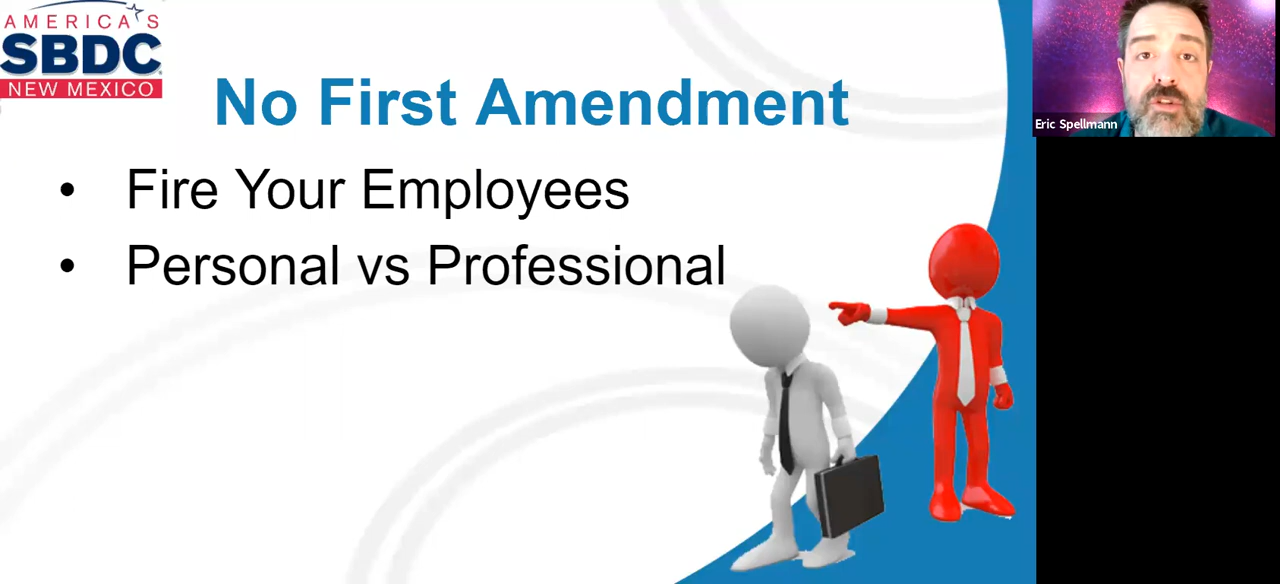 AMERICA'S
SBDC
NEW MEXICO
No First Amendment
• Fire Your Employees
• Personal vs Professional
Eric Spellmann